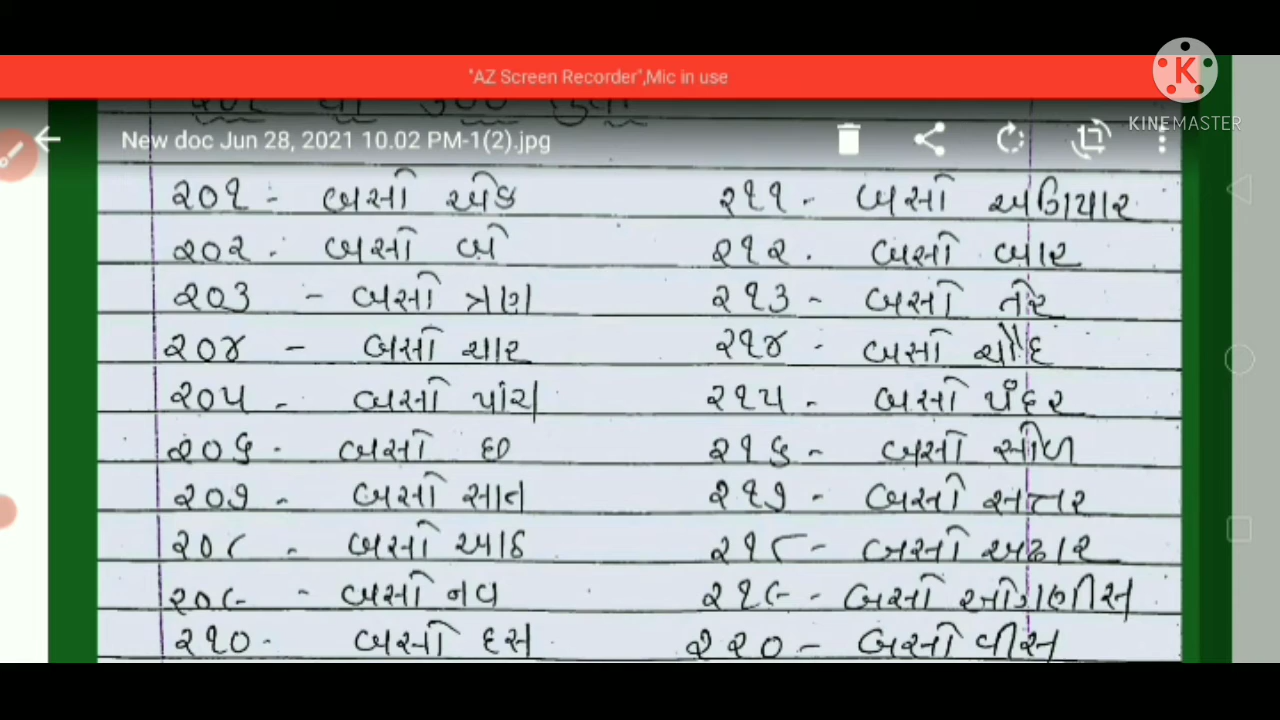 "AZ Screen Recorder",Mic in use
KINEMASTER
New doc Jun 28, 2021 10.02 PM-1(2).jpg
૨૦૧ - બસો એક
૨૦૨ - બસો બે
૨૦૩ - બસો ત્રણ
૨૦૪ - બસો ચાર
૨૦૫ - બસો પાંચ
૨૦૬ - બસો છ
૨૦૭ - બસો સાત
૨૦૮ - બસો આઠ
૨૦૯ - બસો નવ
૨૧૦ - બસો દસ
૨૧૧ - બસો અગિયાર
૨૧૨ - બસો બાર
૨૧૩ - બસો તેર
૨૧૪ - બસો ચૌદ
૨૧૫ - બસો પંદર
૨૧૬ - બસો સોળ
૨૧૭ - બસો સત્તર
૨૧૮ - બસો અઢાર
૨૧૯ - બસો ઓગણીસ
૨૨૦ - બસો વીસ